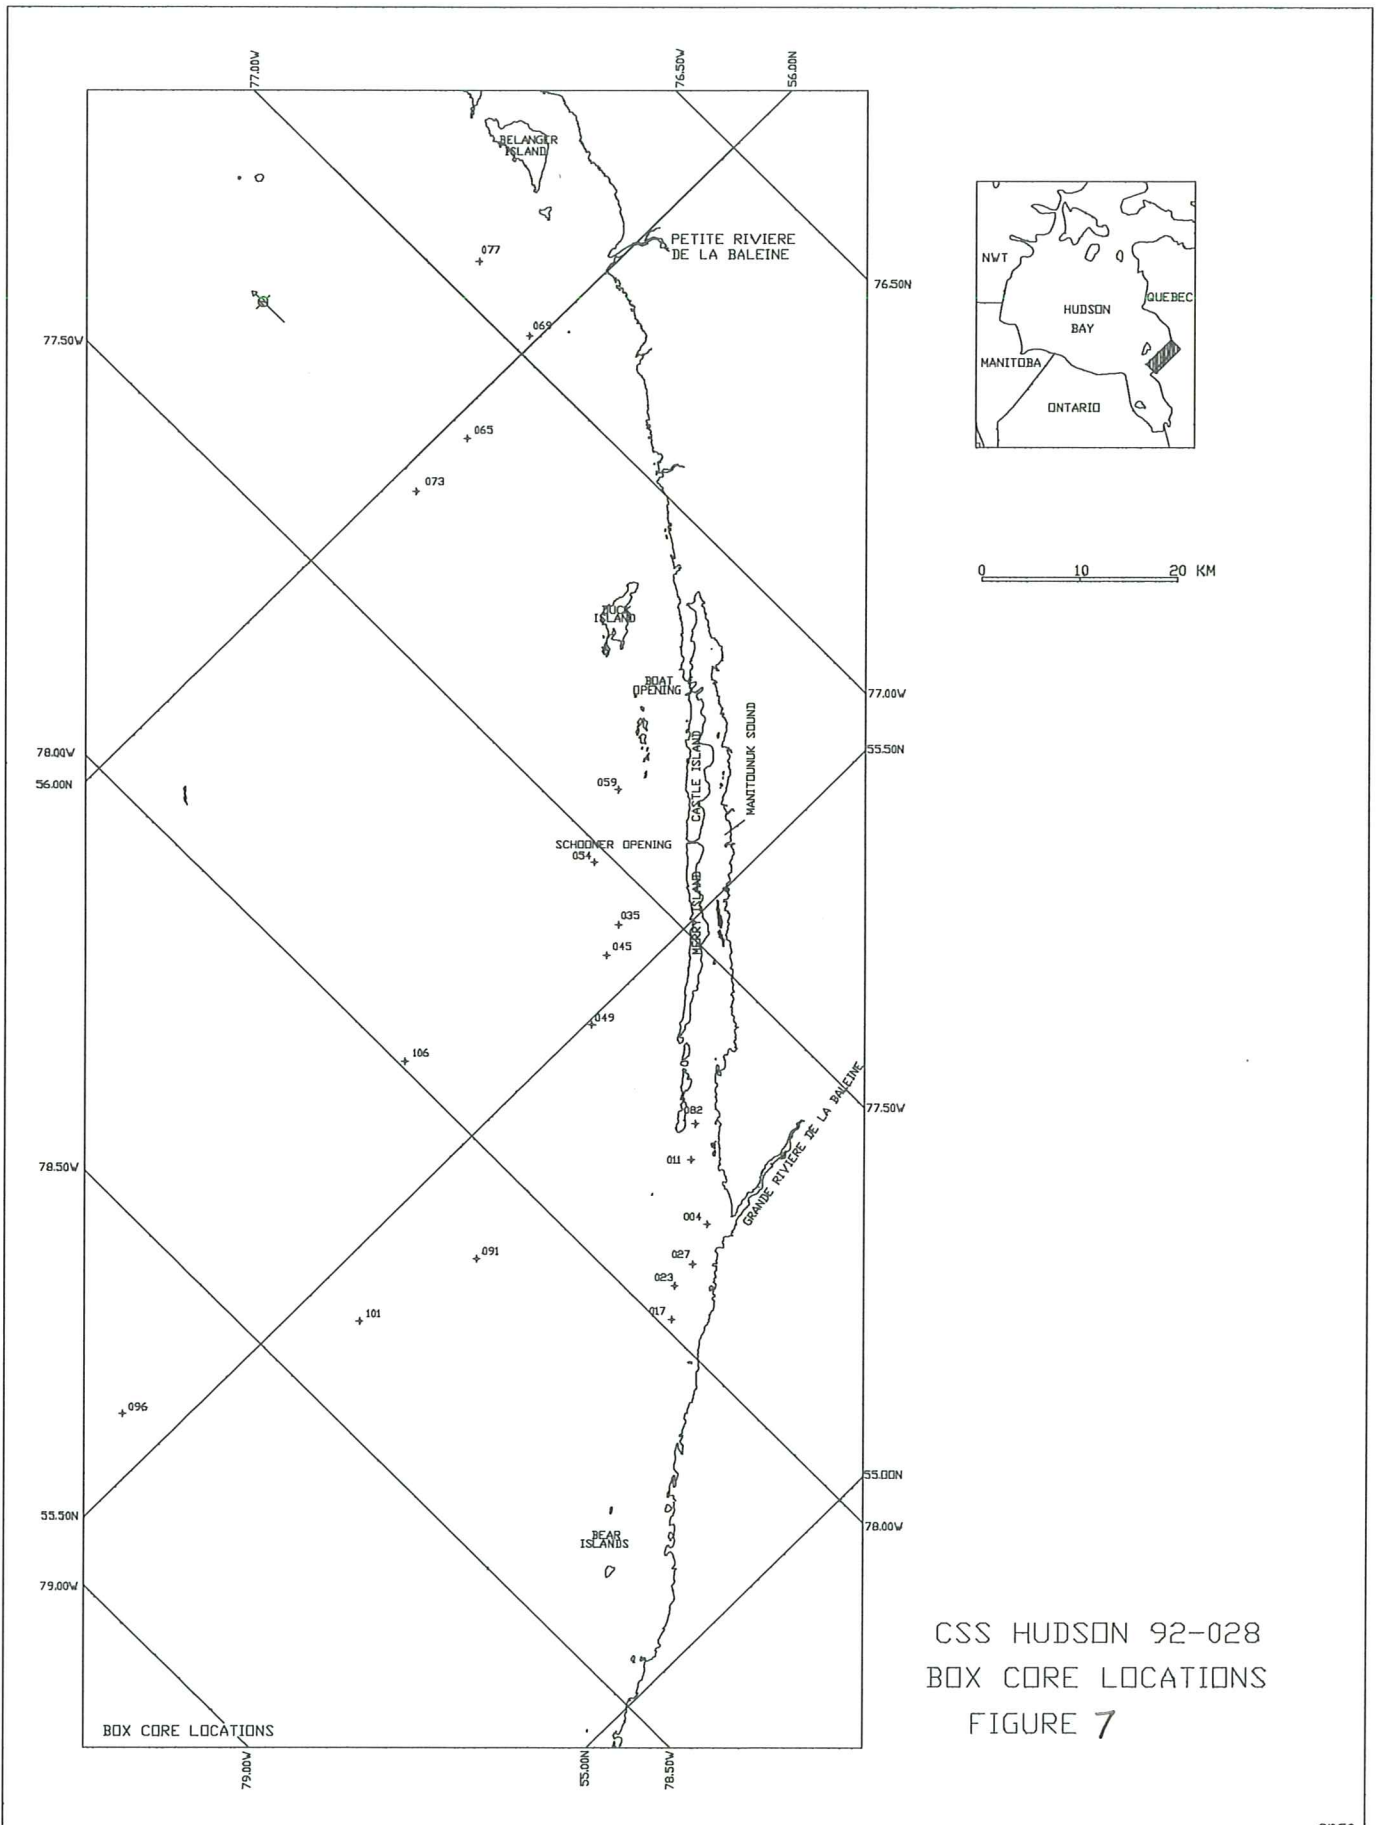 77.00W
76.50W
56.00N
BELANGER
ISLAND
077
PETITE RIVIERE
DE LA BALEINE
76.50N
069
77.50W
065
073
NWT
QUEBEC
HUDSON
BAY
MANITOBA
ONTARIO
0 10 20 KM
DUCK
ISLAND
BOAT
OPENING
77.00W
CASTLE ISLAND
MANITOUNUK SOUND
55.50N
78.00W
56.00N
059
SCHOONER OPENING
054
MERRY ISLAND
035
045
049
106
082
77.50W
GRANDE RIVIERE DE LA BALEINE
011
78.50W
004
091
027
023
017
101
096
55.00N
55.50N
78.00W
BEAR
ISLANDS
79.00W
CSS HUDSON 92-028
BOX CORE LOCATIONS
FIGURE 7
BOX CORE LOCATIONS
79.00W
55.00N
78.50W